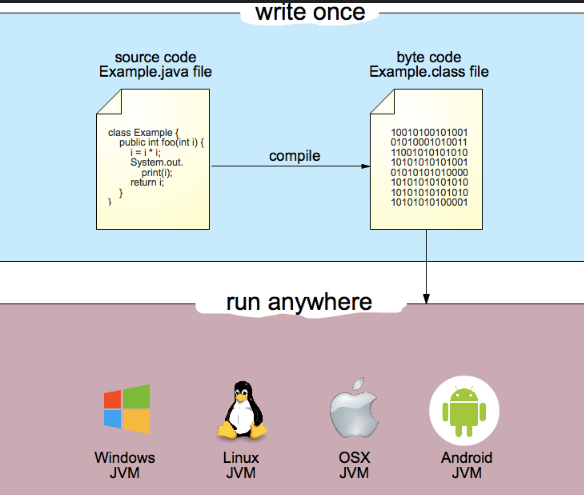 write once
source code
Example.java file
byte code
Example.class file
class Example {
public int foo(int i) {
i = i * i;
System.out.
print(i);
return i;
}
}
compile
10010100101001
01010001010011
11001010101010
10101010101001
01010101010000
10101010101010
10101010101010
10101010100001
run anywhere
Windows
JVM
Linux
JVM
OSX
JVM
Android
JVM